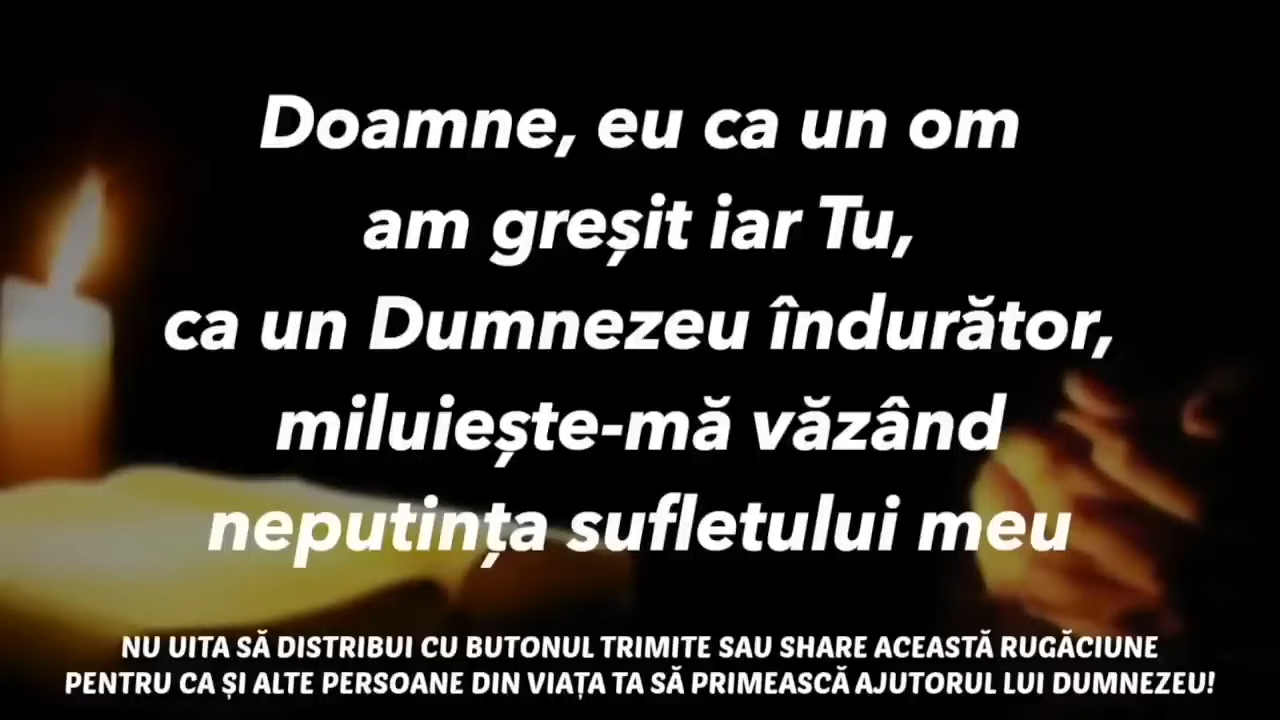 Doamne, eu ca un om
am greșit iar Tu,
ca un Dumnezeu îndurător,
miluiește-mă văzând
neputința sufletului meu
NU UITA SĂ DISTRIBUI CU BUTONUL TRIMITE SAU SHARE ACEASTĂ RUGĂCIUNE
PENTRU CA ȘI ALTE PERSOANE DIN VIAȚA TA SĂ PRIMEASCĂ AJUTORUL LUI DUMNEZEU!